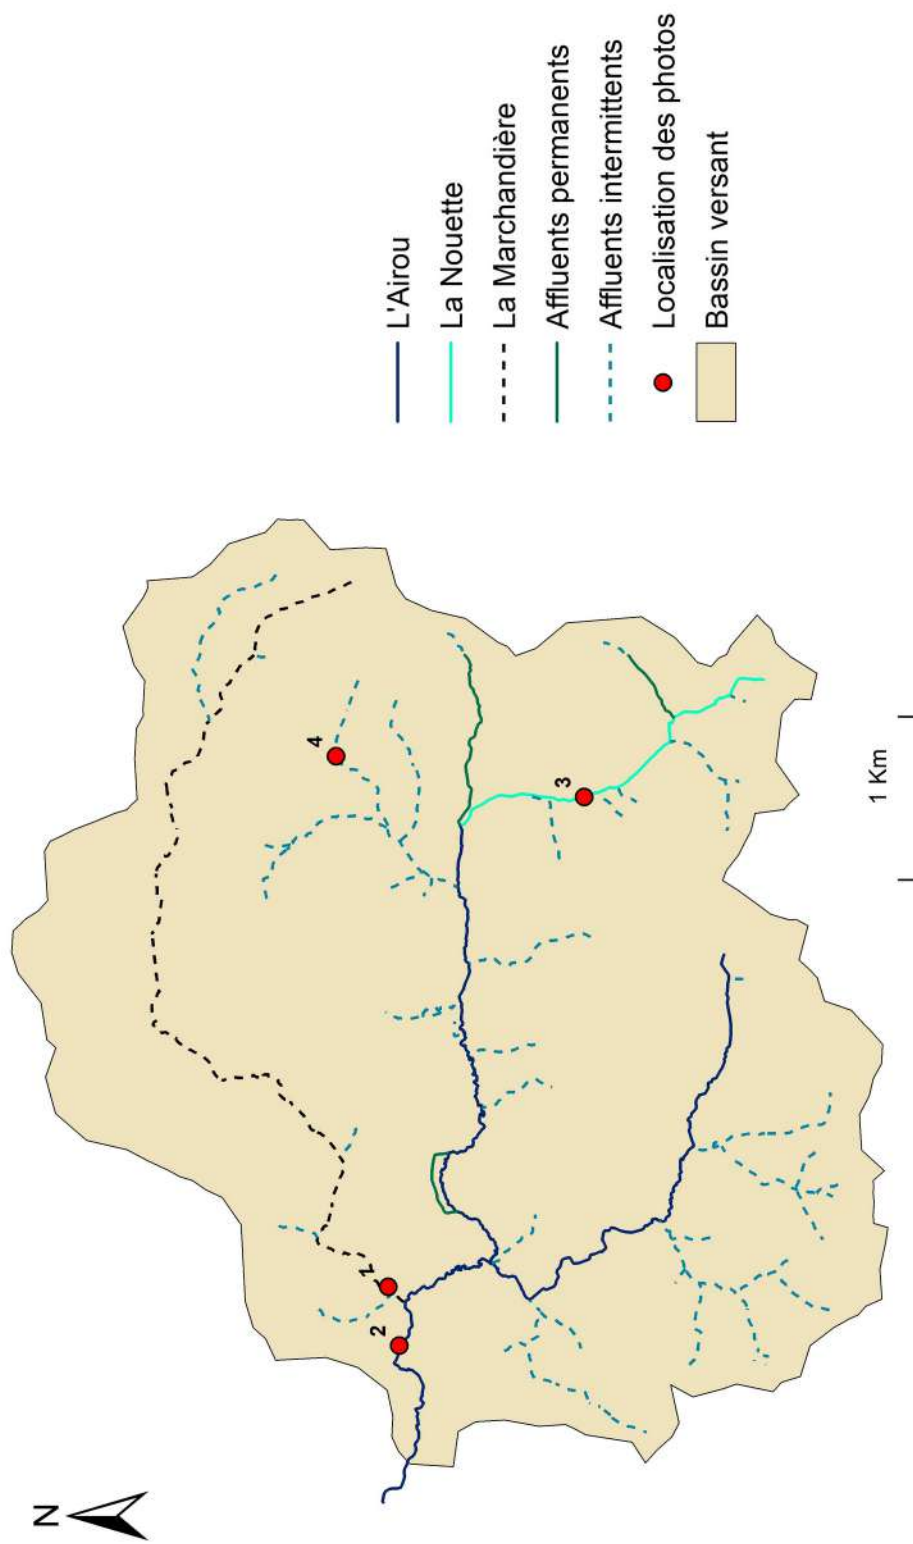 N
4
3
z
2
1 Km
L'Airou
La Nouette
La Marchandière
Affluents permanents
Affluents intermittents
Localisation des photos
Bassin versant